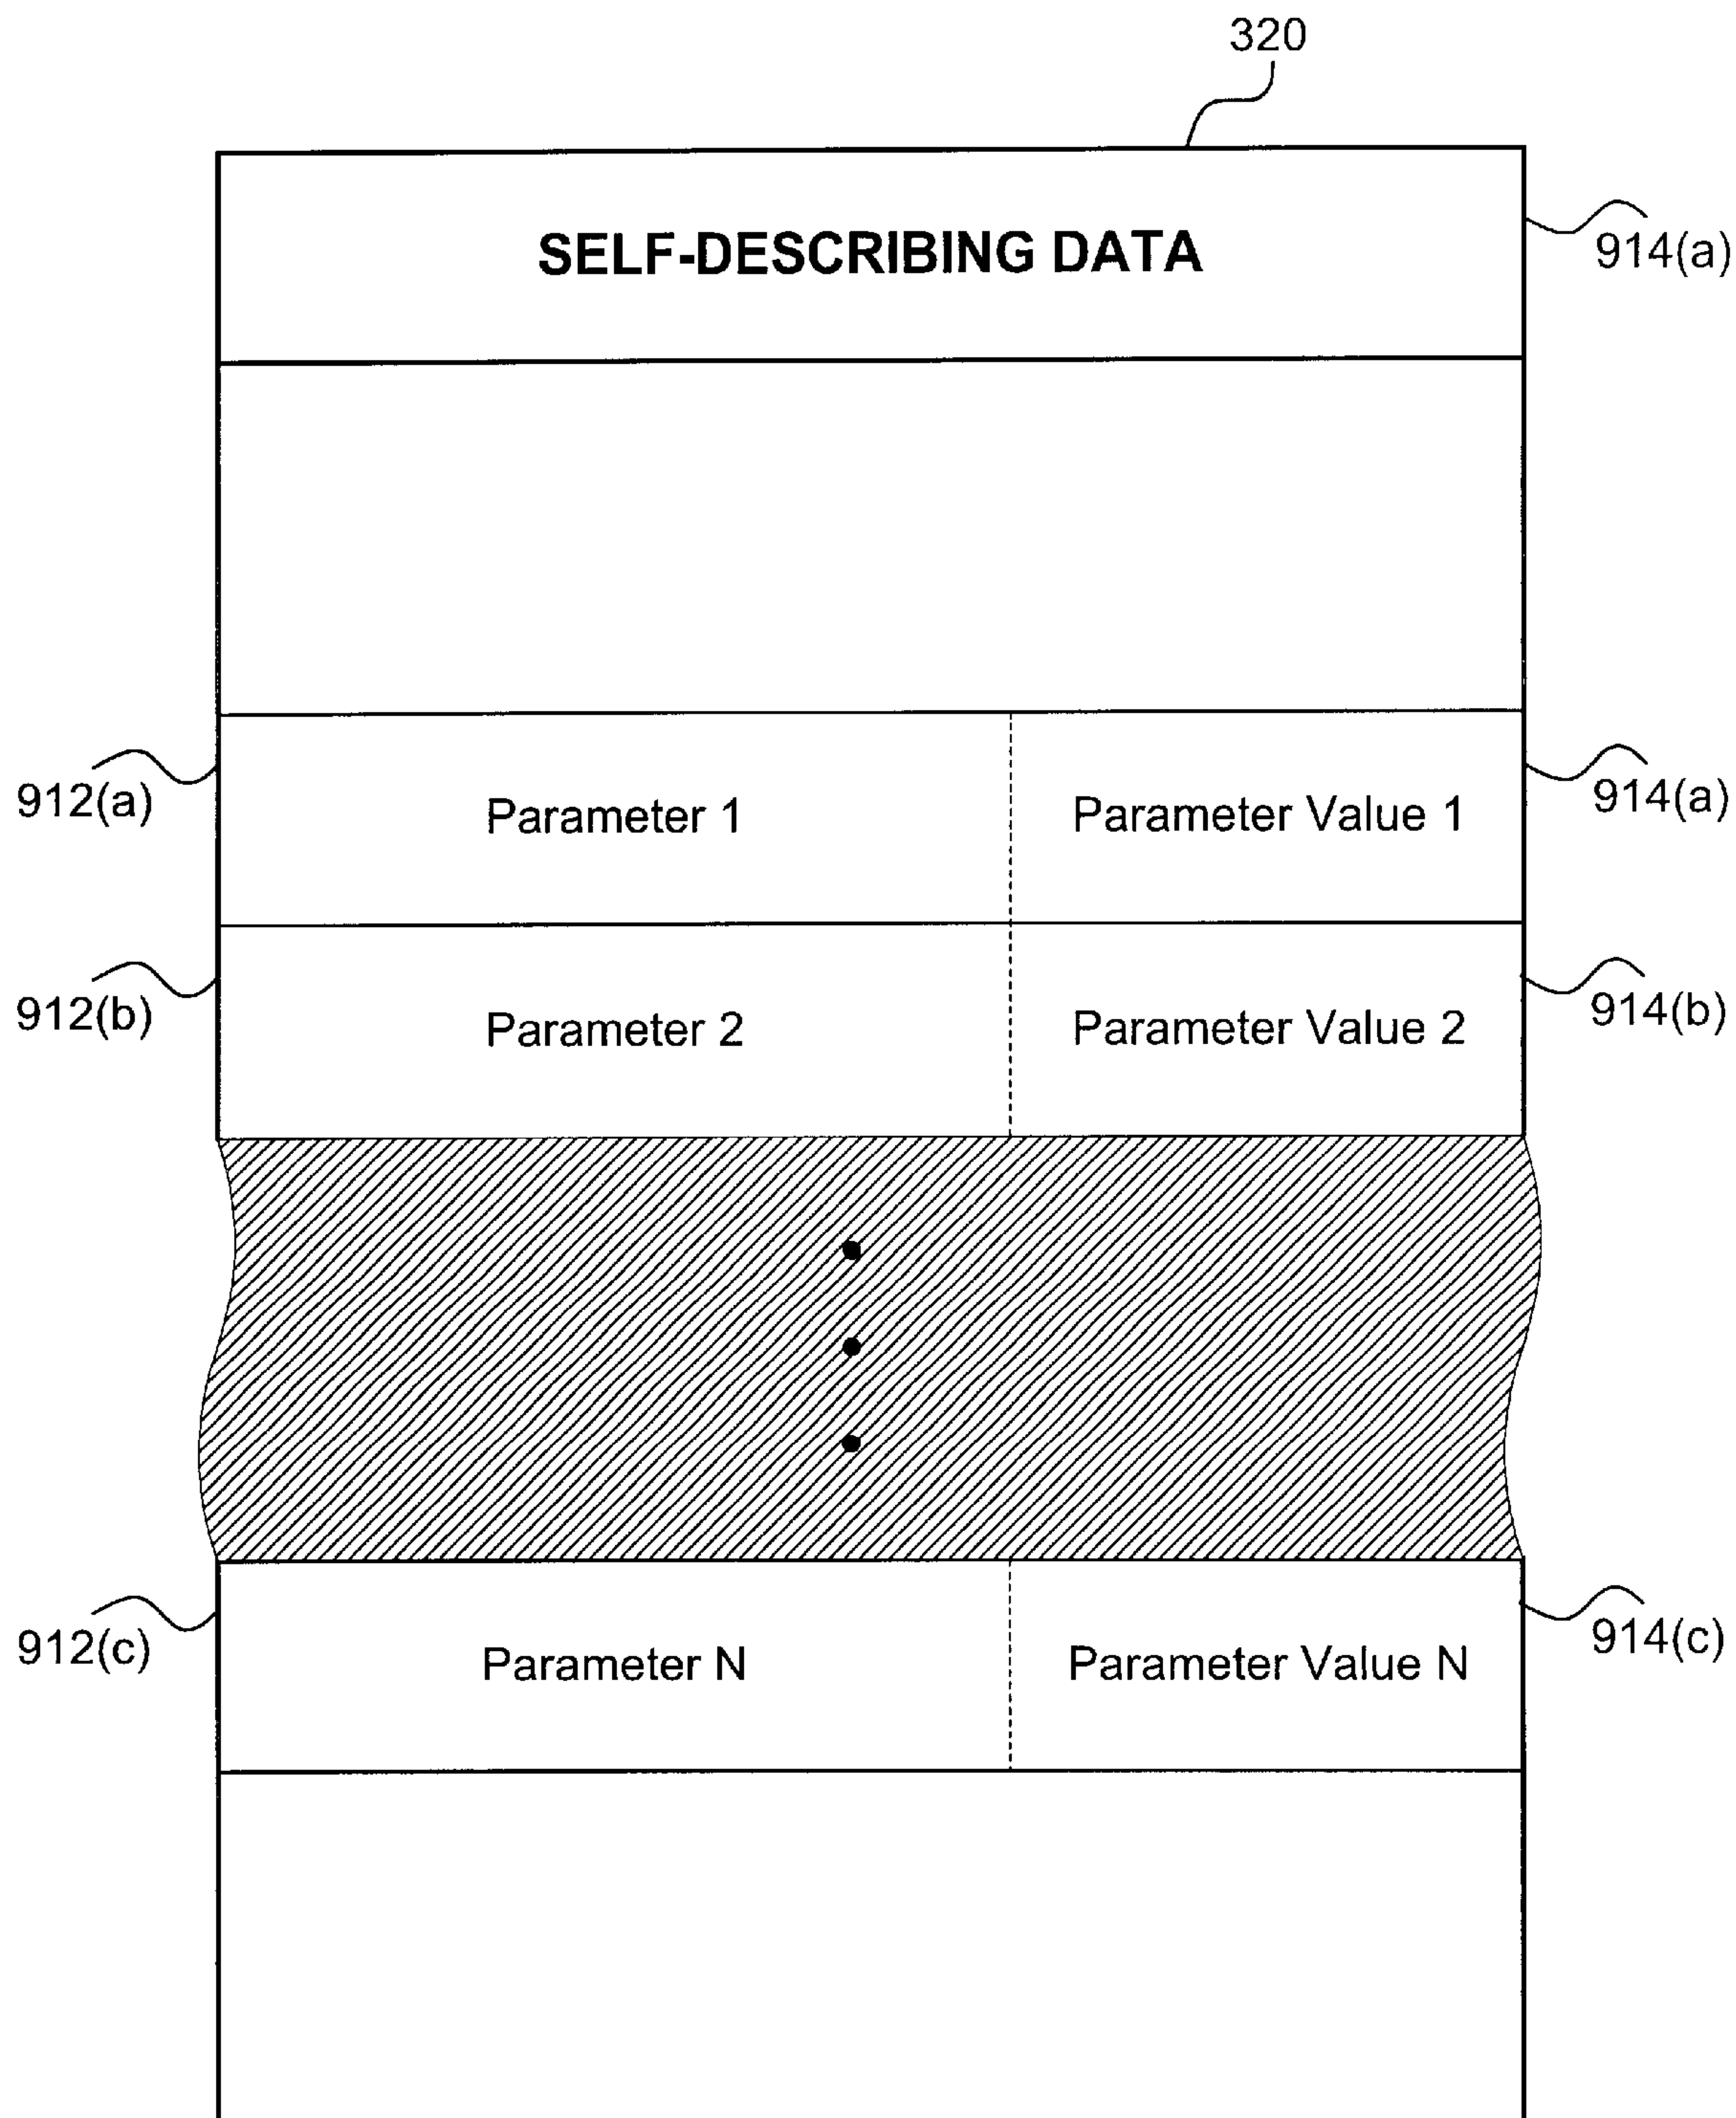 320
SELF-DESCRIBING DATA
914(a)
912(a)
Parameter 1
Parameter Value 1
914(a)
912(b)
Parameter 2
Parameter Value 2
914(b)
912(c)
Parameter N
Parameter Value N
914(c)